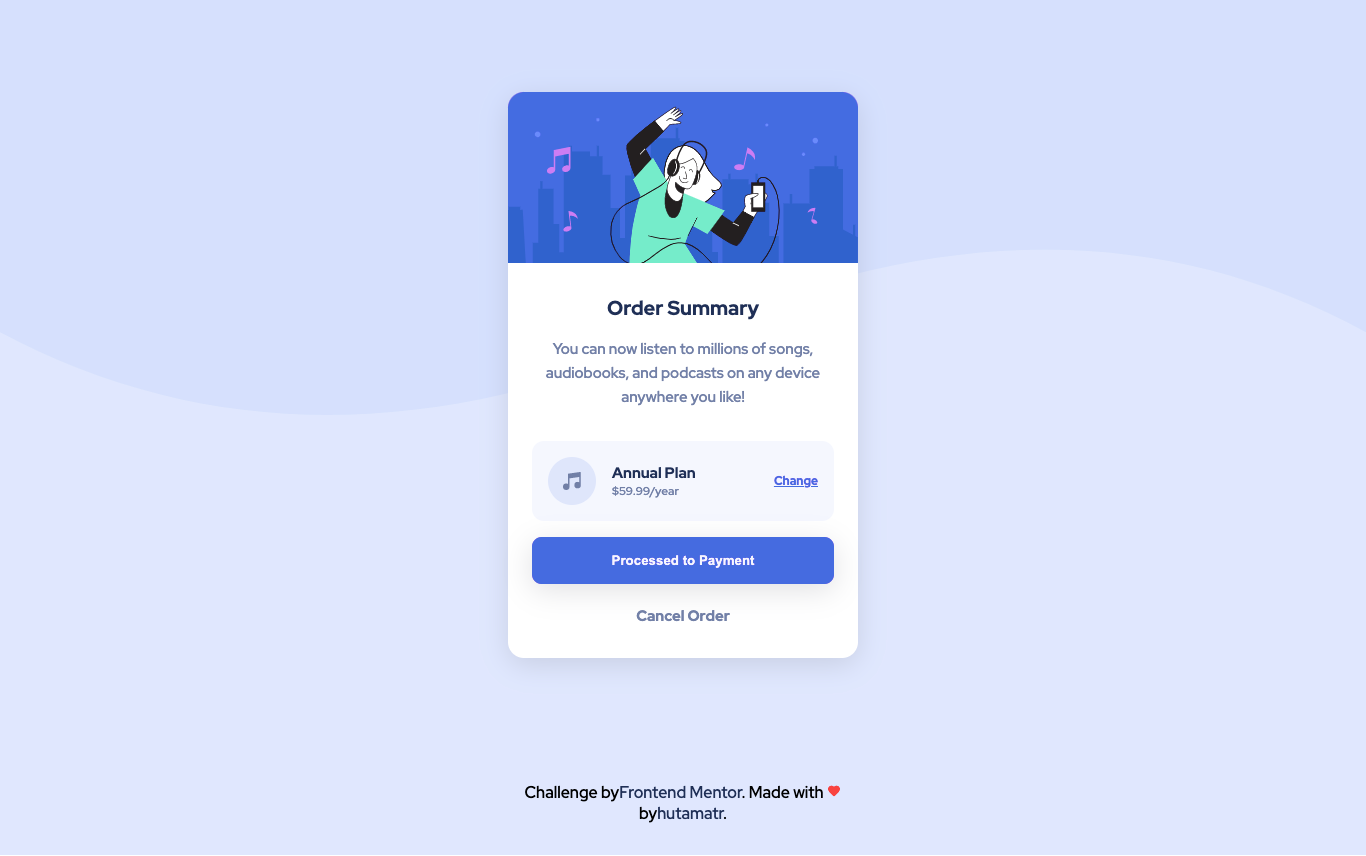 Order Summary
You can now listen to millions of songs,
audiobooks, and podcasts on any device
anywhere you like!
Annual Plan
$59.99/year
Change
Processed to Payment
Cancel Order
Challenge byFrontend Mentor. Made with ❤
byhutamatr.